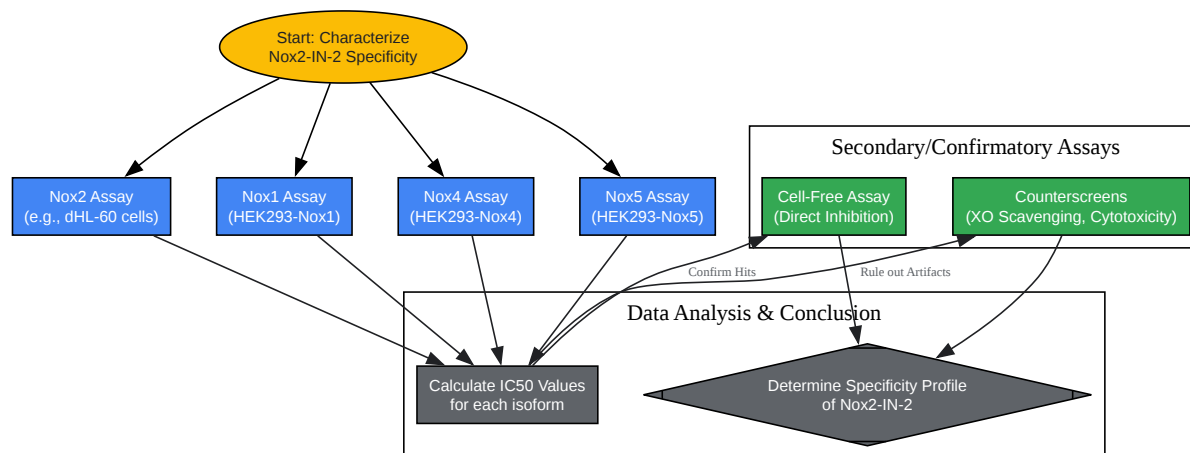 Start: Characterize
Nox2-IN-2 Specificity
Secondary/Confirmatory Assays
Nox2 Assay
(e.g., dHL-60 cells)
Nox1 Assay
(HEK293-Nox1)
Nox4 Assay
(HEK293-Nox4)
Nox5 Assay
(HEK293-Nox5)
Cell-Free Assay
(Direct Inhibition)
Counterscreens
(XO Scavenging, Cytotoxicity)
Confirm Hits
Rule out Artifacts
Data Analysis & Conclusion
Calculate IC50 Values
for each isoform
Determine Specificity Profile
of Nox2-IN-2